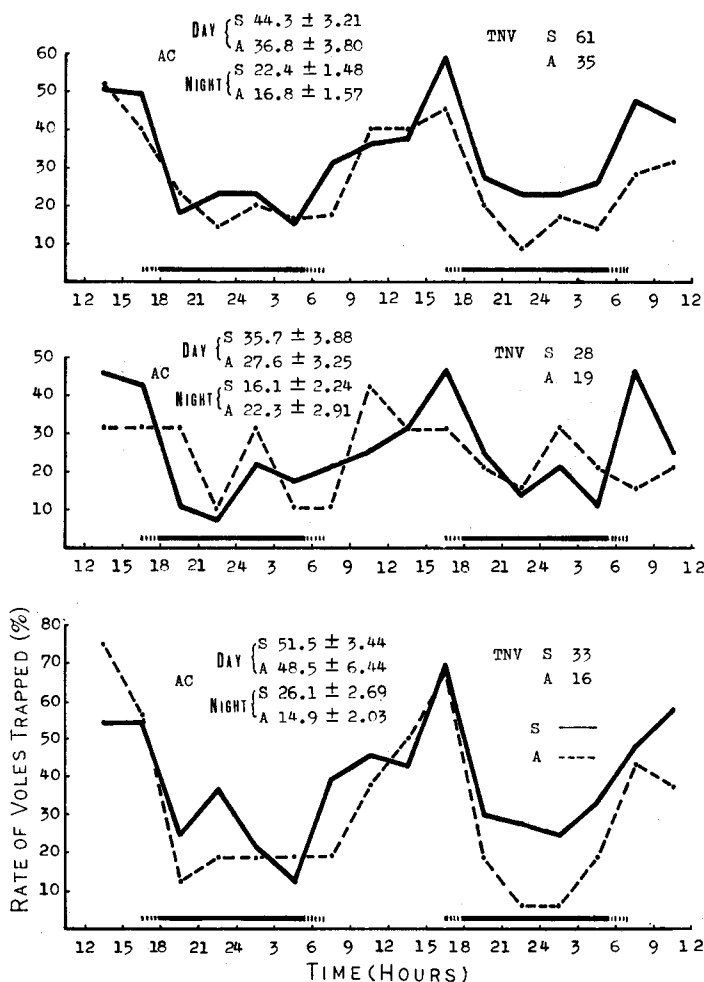 DAY { S 44.3 ± 3.21
A 36.8 ± 3.80
AC
NIGHT { S 22.4 ± 1.48
A 16.8 ± 1.57
TNV S 61
A 35
60
50
40
30
20
10
12 15 18 21 24 3 6 9 12 15 18 21 24 3 6 9 12
DAY { S 35.7 ± 3.88
A 27.6 ± 3.25
AC
NIGHT { S 16.1 ± 2.24
A 22.3 ± 2.91
TNV S 28
A 19
50
40
30
20
10
12 15 18 21 24 3 6 9 12 15 18 21 24 3 6 9 12
DAY { S 51.5 ± 3.44
A 48.5 ± 6.44
AC
NIGHT { S 26.1 ± 2.69
A 14.9 ± 2.03
TNV S 33
A 16
S
A
80
70
60
50
40
30
20
10
12 15 18 21 24 3 6 9 12 15 18 21 24 3 6 9 12
RATE OF VOLES TRAPPED (%)
TIME (HOURS)